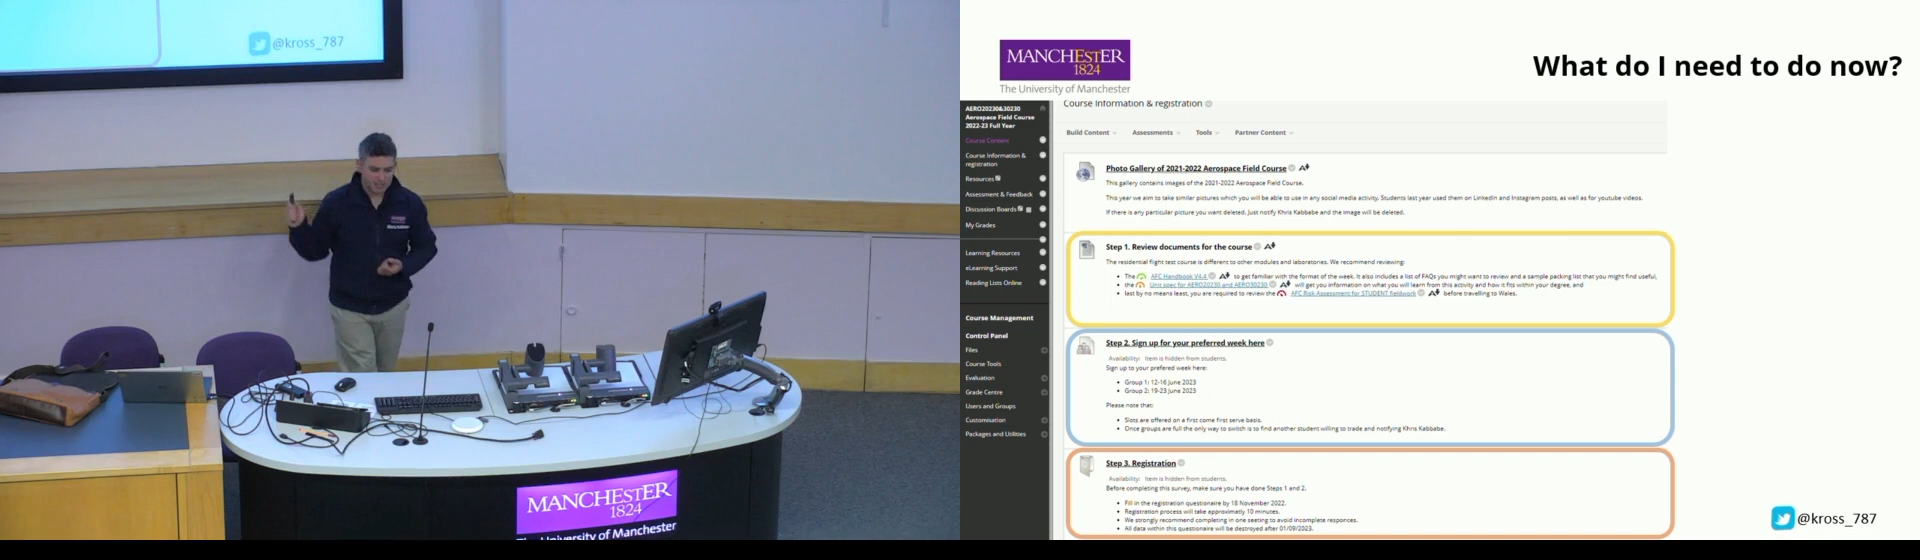 @kross_787
MANCHESTER
1824
The University of Manchester
MANCHESTER
1824
The University of Manchester
What do I need to do now?
AERO20230&30230
Aerospace Field Course
2022-23 Full Year
Course Content
Course Information &
registration
Resources
Assessment & Feedback
Discussion Boards
My Grades
Learning Resources
eLearning Support
Reading Lists Online
Course Management
Control Panel
Files
Course Tools
Evaluation
Grade Centre
Users and Groups
Customisation
Packages and Utilities
Course Information & registration
Build Content Assessments Tools Partner Content
Photo Gallery of 2021-2022 Aerospace Field Course
This gallery contains images of the 2021-2022 Aerospace Field Course.
This year we aim to take similar pictures which you will be able to use in any social media activity. Students last year used them on LinkedIn and Instagram posts, as well as for youtube videos.
If there is any particular picture you want deleted. Just notify Khris Kabbabe and the image will be deleted.
Step 1. Review documents for the course
The residential flight test course is different to other modules and laboratories. We recommend reviewing:
• The AFC Handbook V4.4 to get familiar with the format of the week. It also includes a list of FAQs you might want to review and a sample packing list that you might find useful,
• the Unit spec for AERO20230 and AERO30230 will get you information on what you will learn from this activity and how it fits within your degree, and
• last by no means least, you are required to review the AFC Risk Assessment for STUDENT fieldwork before travelling to Wales.
Step 2. Sign up for your preferred week here
Availability: Item is hidden from students.
Sign up to your prefered week here:
• Group 1: 12-16 June 2023
• Group 2: 19-23 June 2023
Please note that:
• Slots are offered on a first come first serve basis.
• Once groups are full the only way to switch is to find another student willing to trade and notifying Khris Kabbabe.
Step 3. Registration
Availability: Item is hidden from students.
Before completing this survey, make sure you have done Steps 1 and 2.
• Fill in the registration questionaire by 18 November 2022.
• Registration process will take approximatly 10 minutes.
• We strongly recommend completing in one seeting to avoid incomplete responces.
• All data within this questionaire will be destroyed after 01/09/2023.
@kross_787